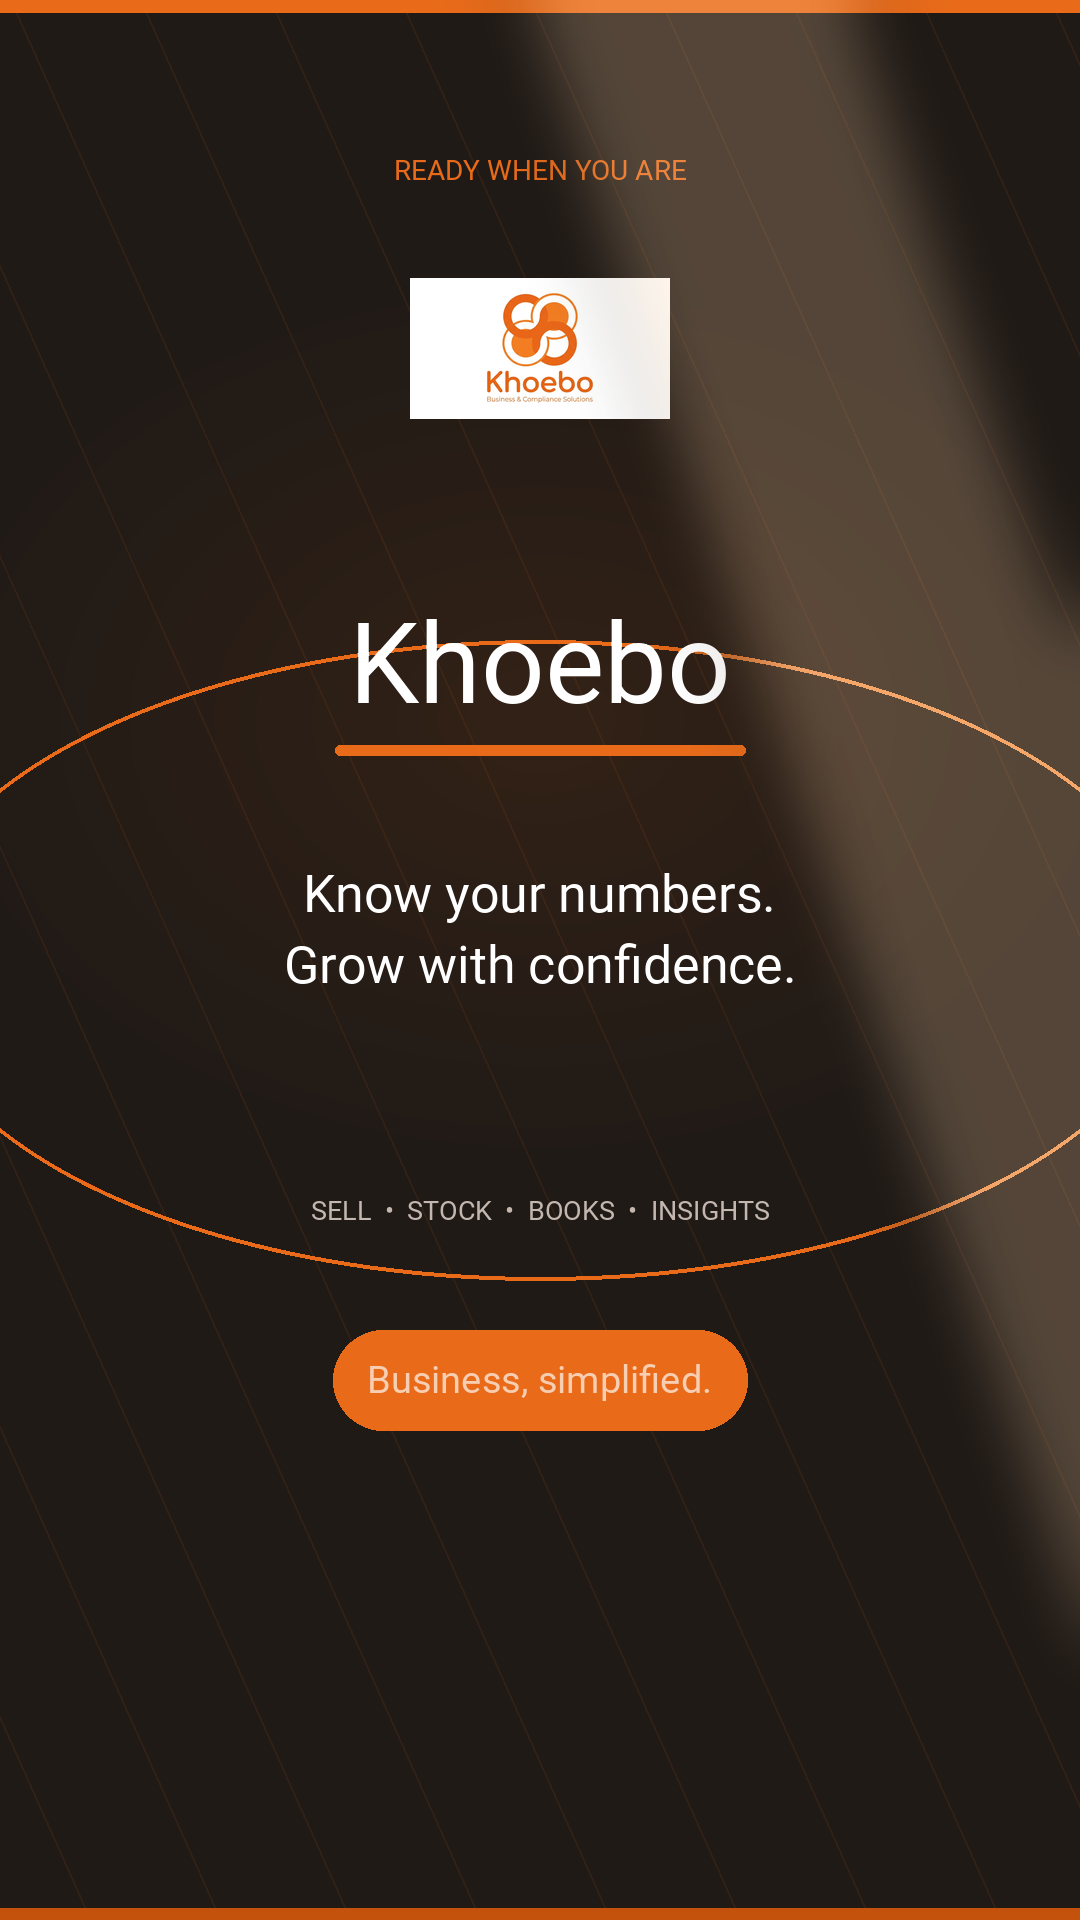 READY WHEN YOU ARE
Khoebo
Business & Compliance Solutions
Khoebo
Know your numbers.
Grow with confidence.
SELL • STOCK • BOOKS • INSIGHTS
Business, simplified.